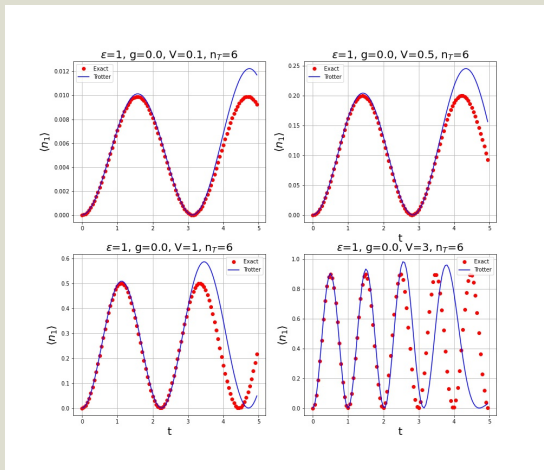 ε=1, g=0.0, V=0.1, n_T=6
Exact
Trotter
0.012
0.010
0.008
0.006
0.004
0.002
0.000
⟨n₁⟩
0 1 2 3 4 5
ε=1, g=0.0, V=0.5, n_T=6
Exact
Trotter
0.25
0.20
0.15
0.10
0.05
0.00
⟨n₁⟩
0 1 2 3 4 5
t
ε=1, g=0.0, V=1, n_T=6
Exact
Trotter
0.6
0.5
0.4
0.3
0.2
0.1
0.0
⟨n₁⟩
0 1 2 3 4 5
t
ε=1, g=0.0, V=3, n_T=6
Exact
Trotter
1.0
0.8
0.6
0.4
0.2
0.0
⟨n₁⟩
0 1 2 3 4 5
t